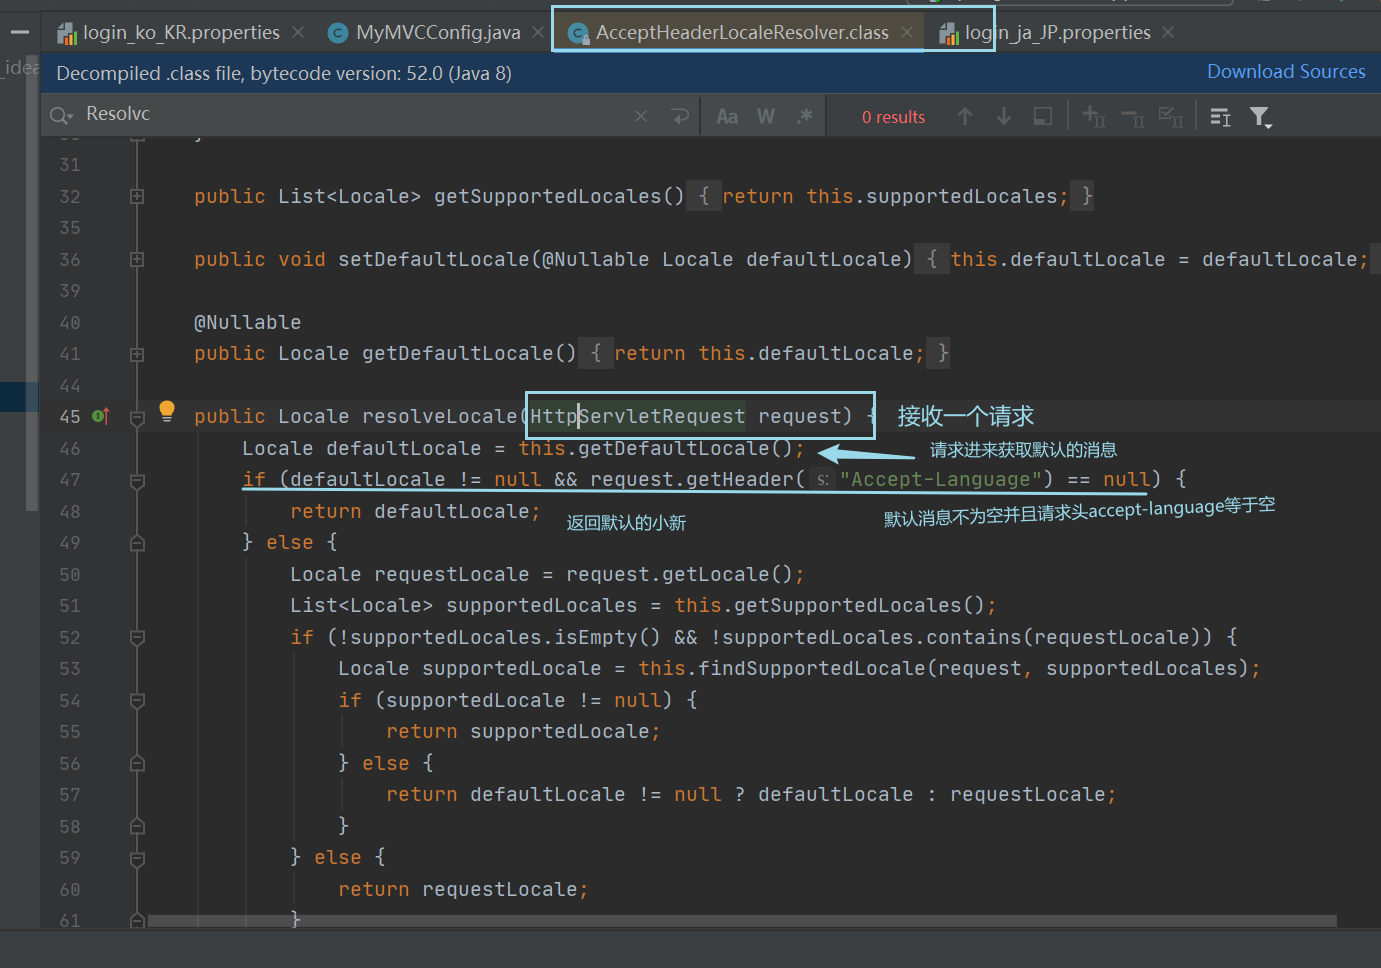 login_ko_KR.properties
MyMVCConfig.java
AcceptHeaderLocaleResolver.class
login_ja_JP.properties
_idea
Decompiled .class file, bytecode version: 52.0 (Java 8)
Download Sources
Resolvc
Aa W .*
0 results
31
32 public List<Locale> getSupportedLocales() { return this.supportedLocales; }
35
36 public void setDefaultLocale(@Nullable Locale defaultLocale) { this.defaultLocale = defaultLocale;
39
40 @Nullable
41 public Locale getDefaultLocale() { return this.defaultLocale; }
44
45 public Locale resolveLocale(HttpServletRequest request) { 接收一个请求
46 Locale defaultLocale = this.getDefaultLocale(); 请求进来获取默认的消息
47 if (defaultLocale != null && request.getHeader( s: "Accept-Language") == null) {
48 return defaultLocale; 返回默认的小新 默认消息不为空并且请求头accept-language等于空
49 } else {
50 Locale requestLocale = request.getLocale();
51 List<Locale> supportedLocales = this.getSupportedLocales();
52 if (!supportedLocales.isEmpty() && !supportedLocales.contains(requestLocale)) {
53 Locale supportedLocale = this.findSupportedLocale(request, supportedLocales);
54 if (supportedLocale != null) {
55 return supportedLocale;
56 } else {
57 return defaultLocale != null ? defaultLocale : requestLocale;
58 }
59 } else {
60 return requestLocale;
61 }